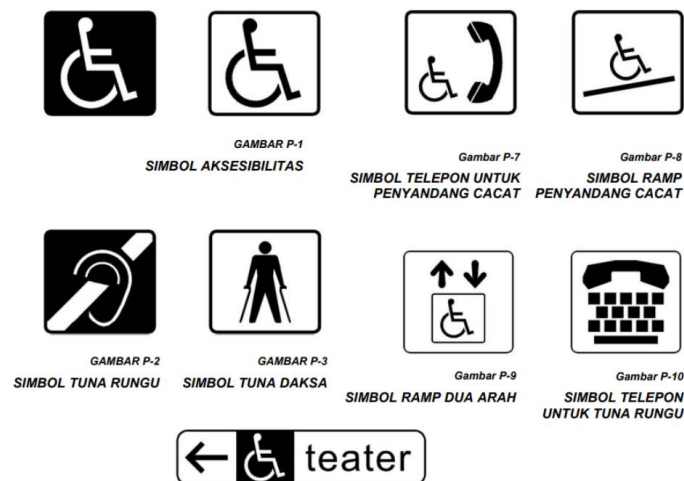 GAMBAR P-1
SIMBOL AKSESIBILITAS
Gambar P-7
SIMBOL TELEPON UNTUK
PENYANDANG CACAT
Gambar P-8
SIMBOL RAMP
PENYANDANG CACAT
GAMBAR P-2
SIMBOL TUNA RUNGU
GAMBAR P-3
SIMBOL TUNA DAKSA
Gambar P-9
SIMBOL RAMP DUA ARAH
Gambar P-10
SIMBOL TELEPON
UNTUK TUNA RUNGU
teater